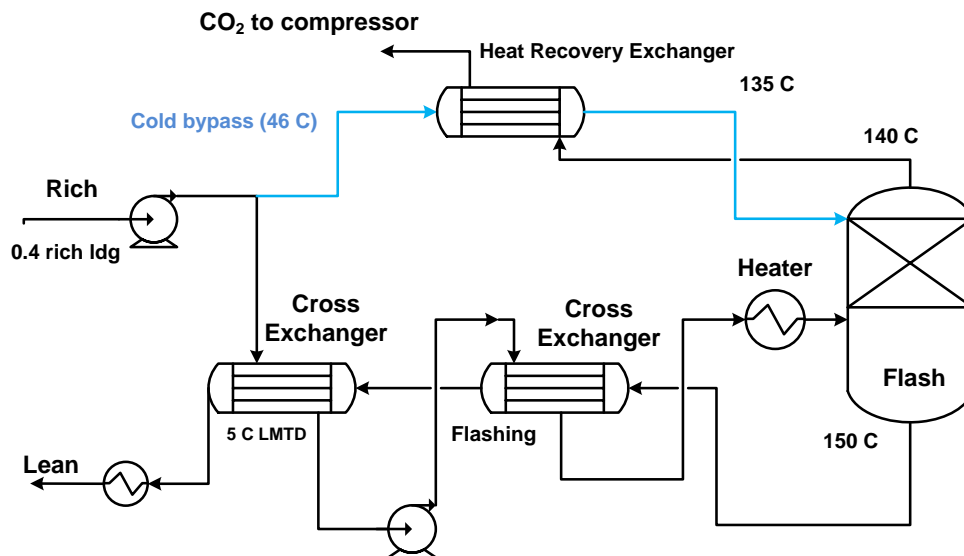 CO₂ to compressor
Heat Recovery Exchanger
135 C
Cold bypass (46 C)
140 C
Rich
0.4 rich ldg
Heater
Cross
Exchanger
Cross
Exchanger
Flash
5 C LMTD
Flashing
150 C
Lean